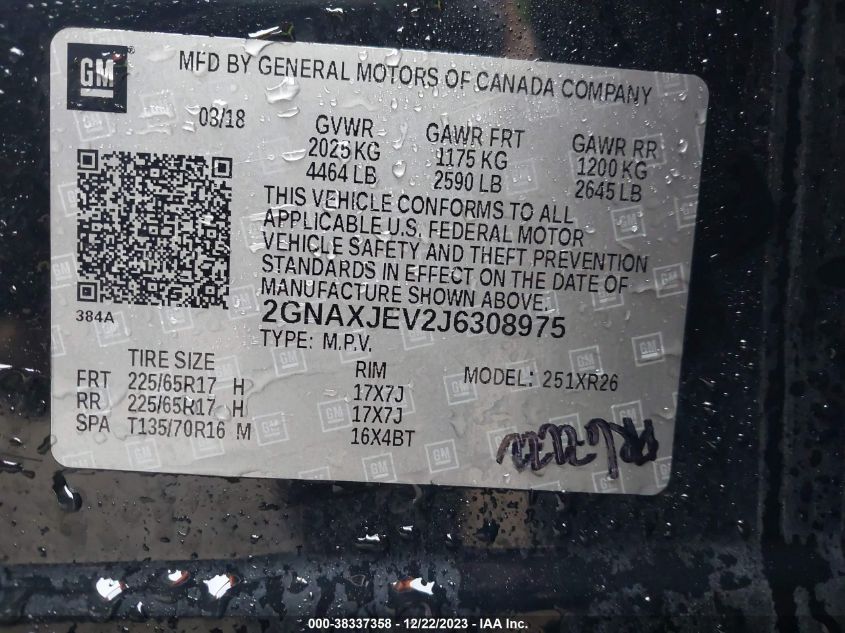 GM
MFD BY GENERAL MOTORS OF CANADA COMPANY
03/18
GVWR GAWR FRT GAWR RR
2025 KG 1175 KG 1200 KG
4464 LB 2590 LB 2645 LB
THIS VEHICLE CONFORMS TO ALL
APPLICABLE U.S. FEDERAL MOTOR
VEHICLE SAFETY AND THEFT PREVENTION
STANDARDS IN EFFECT ON THE DATE OF
MANUFACTURE SHOWN ABOVE.
384A
2GNAXJEV2J6308975
TYPE: M.P.V.
TIRE SIZE RIM MODEL: 251XR26
FRT 225/65R17 H 17X7J
RR 225/65R17 H 17X7J
SPA T135/70R16 M 16X4BT
000-38337358 - 12/22/2023 - IAA Inc.